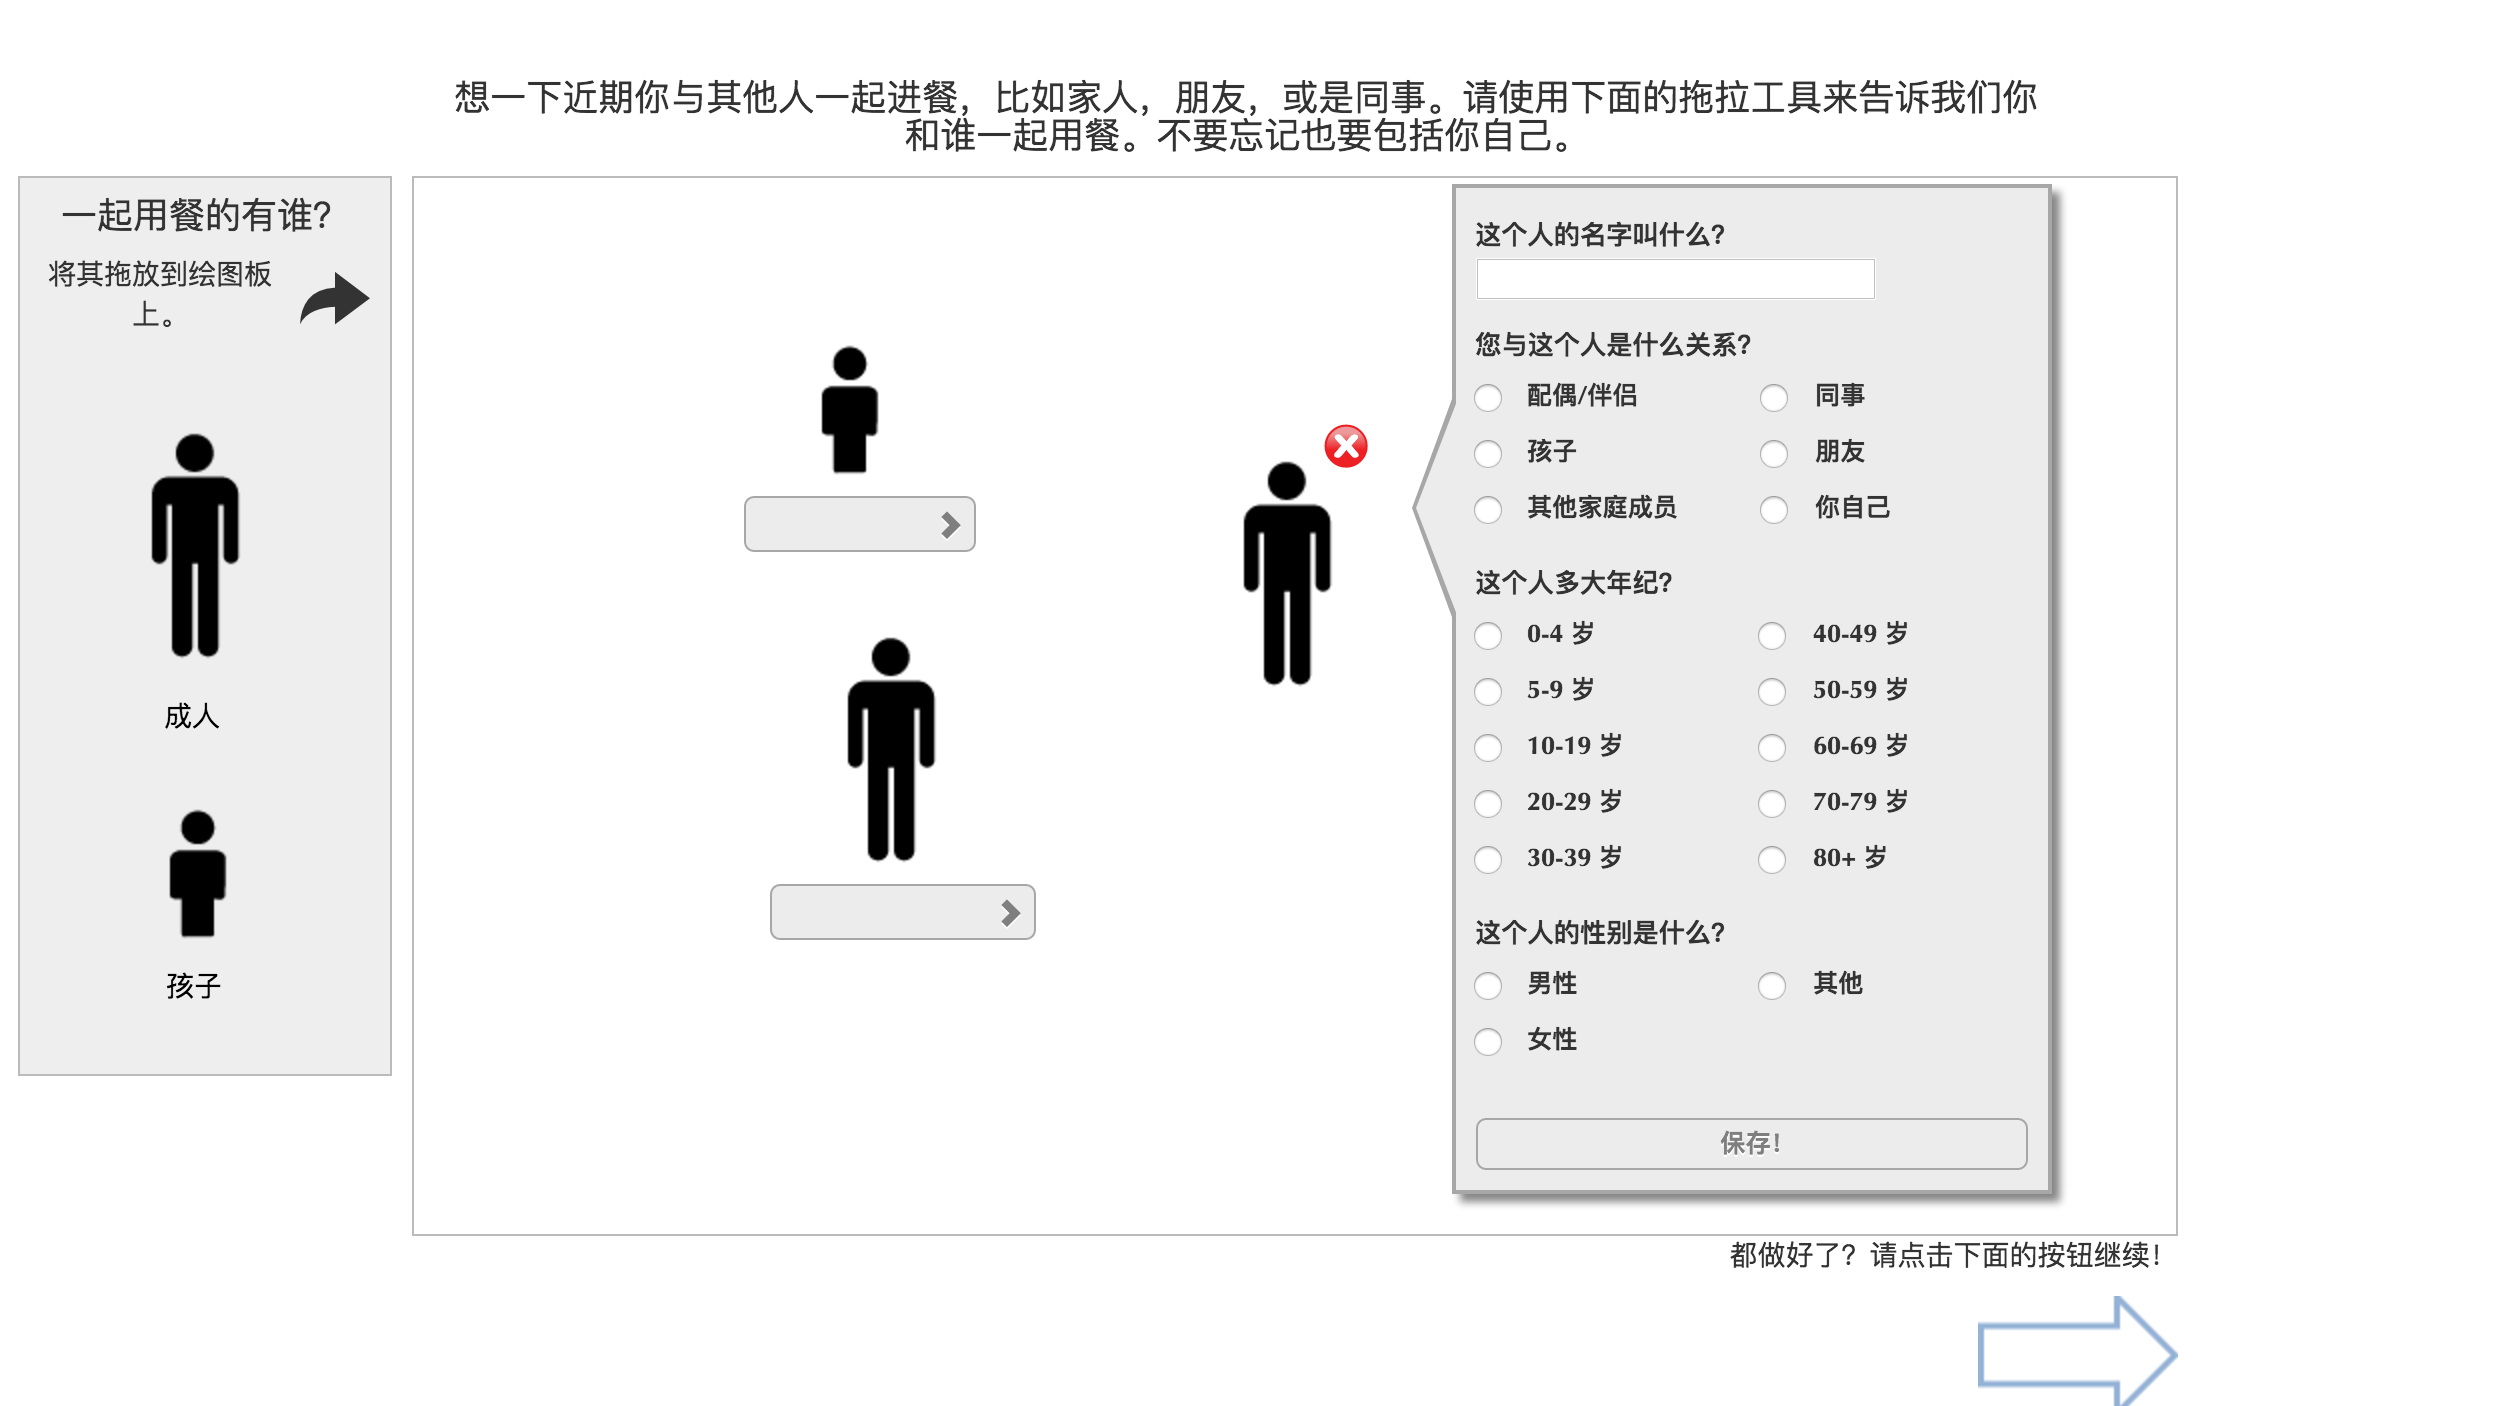 想一下近期你与其他人一起进餐，比如家人，朋友，或是同事。请使用下面的拖拉工具来告诉我们你
和谁一起用餐。不要忘记也要包括你自己。
一起用餐的有谁？
将其拖放到绘图板
上。
成人
孩子
这个人的名字叫什么？
您与这个人是什么关系？
配偶/伴侣 同事
孩子 朋友
其他家庭成员 你自己
这个人多大年纪？
0-4 岁 40-49 岁
5-9 岁 50-59 岁
10-19 岁 60-69 岁
20-29 岁 70-79 岁
30-39 岁 80+ 岁
这个人的性别是什么？
男性 其他
女性
保存！
都做好了？请点击下面的按钮继续！